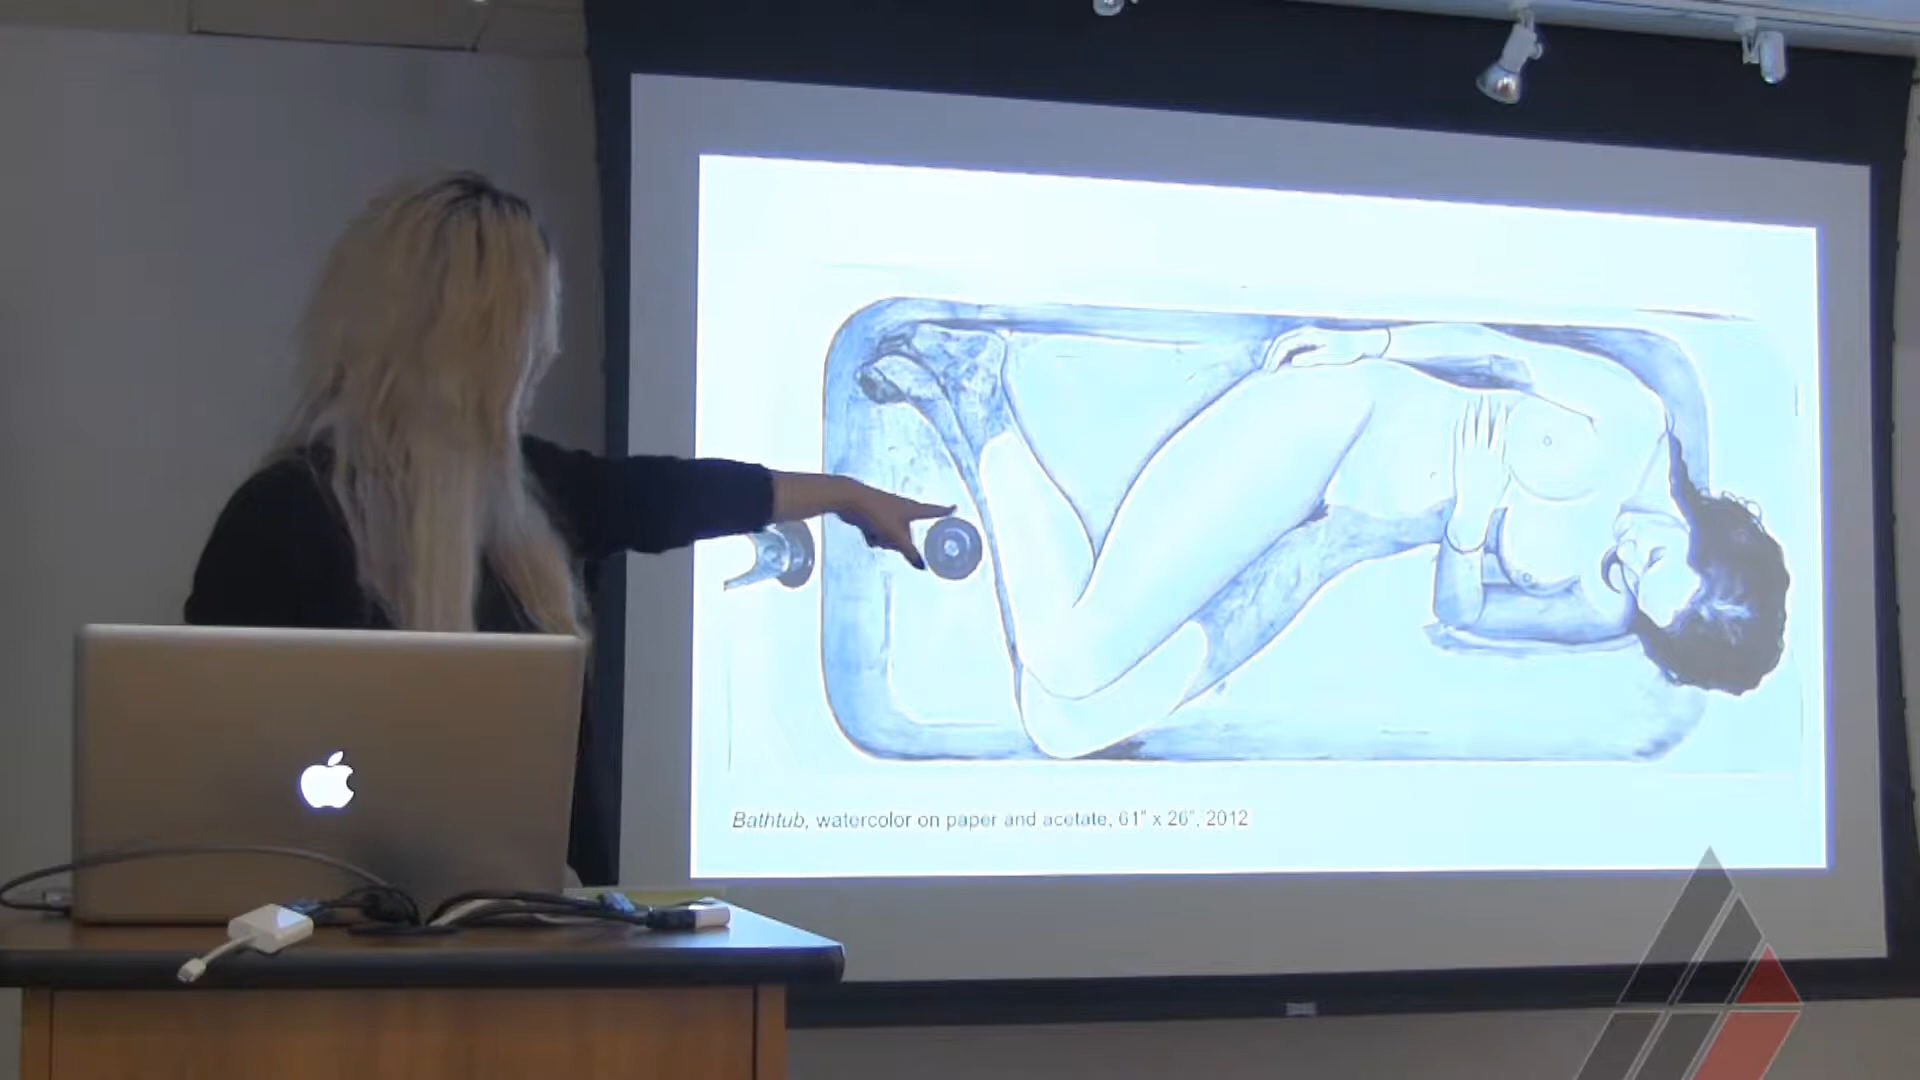 Bathtub, watercolor on paper and acetate, 61" x 26", 2012